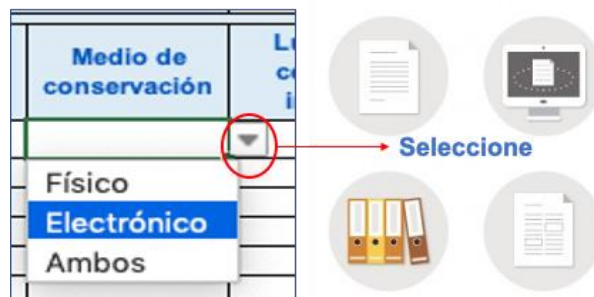 Medio de
conservación
Seleccione
Físico
Electrónico
Ambos